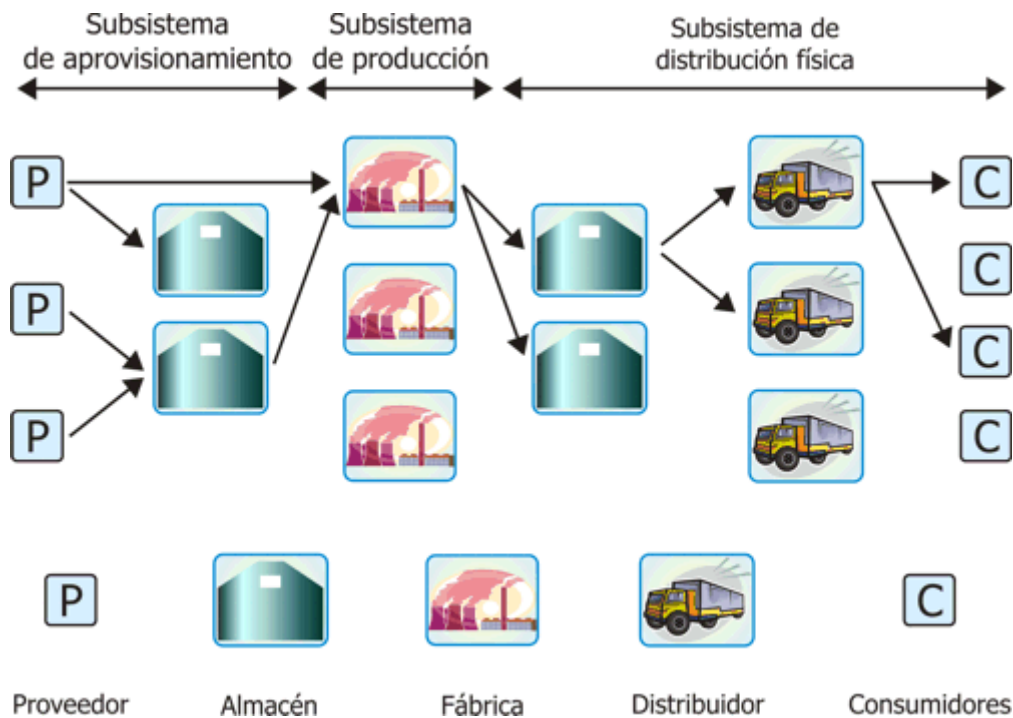 Subsistema
de aprovisionamiento
Subsistema
de producción
Subsistema de
distribución física
P
C
C
P
C
P
C
P
C
Proveedor
Almacén
Fábrica
Distribuidor
Consumidores